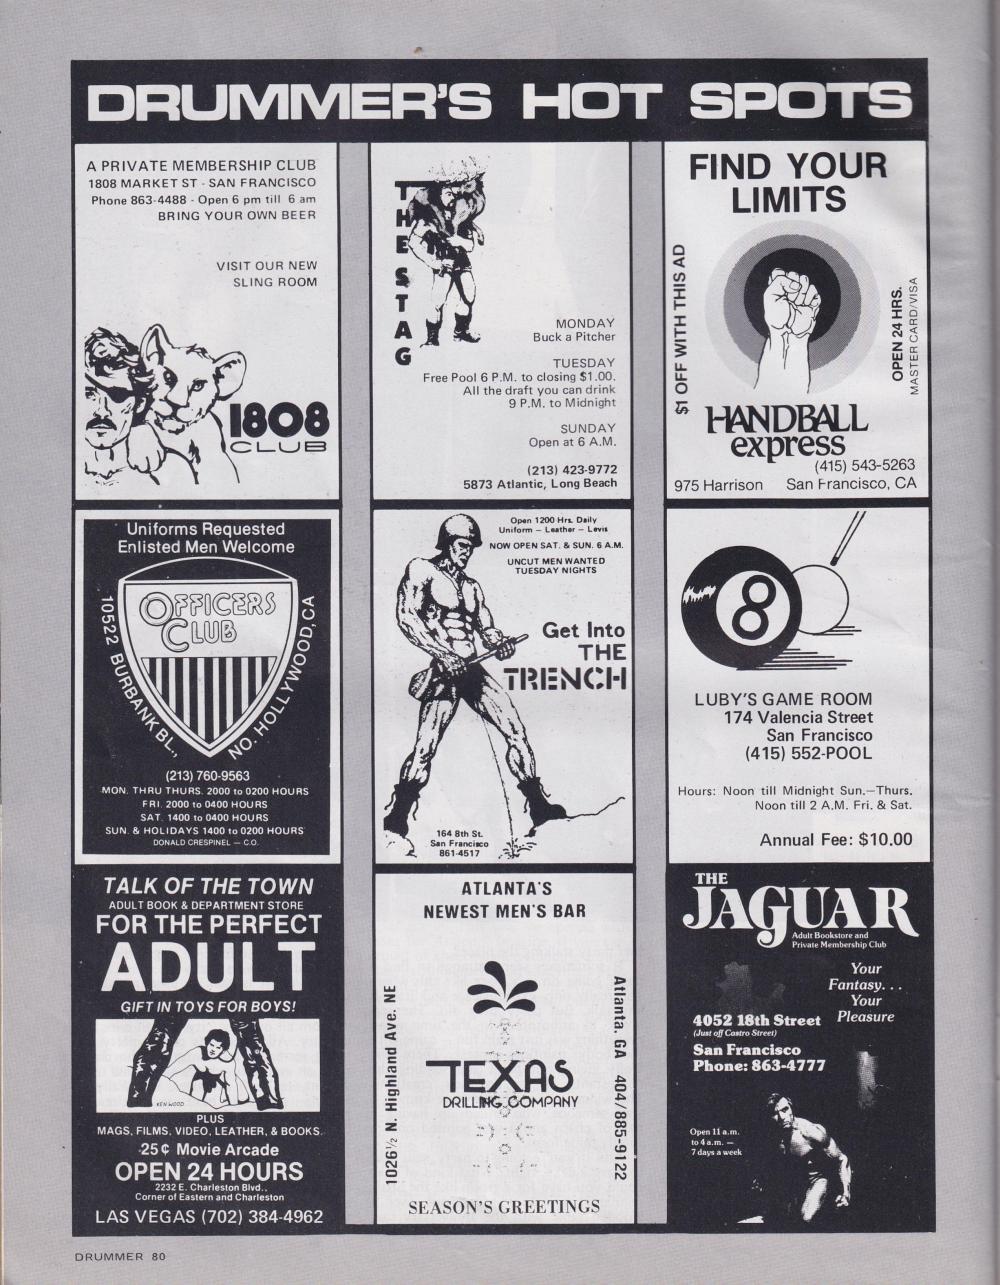 DRUMMER'S HOT SPOTS
A PRIVATE MEMBERSHIP CLUB
1808 MARKET ST - SAN FRANCISCO
Phone 863-4488 - Open 6 pm till 6 am
BRING YOUR OWN BEER
VISIT OUR NEW
SLING ROOM
1808
CLUB
THE STAG
MONDAY
Buck a Pitcher
TUESDAY
Free Pool 6 P.M. to closing $1.00.
All the draft you can drink
9 P.M. to Midnight
SUNDAY
Open at 6 A.M.
(213) 423-9772
5873 Atlantic, Long Beach
FIND YOUR
LIMITS
$1 OFF WITH THIS AD
OPEN 24 HRS.
MASTER CARD/VISA
HANDBALL
express
(415) 543-5263
975 Harrison San Francisco, CA
Uniforms Requested
Enlisted Men Welcome
OFFICERS
CLUB
10522 BURBANK BL.,
NO. HOLLYWOOD, CA
(213) 760-9563
MON. THRU THURS. 2000 to 0200 HOURS
FRI. 2000 to 0400 HOURS
SAT. 1400 to 0400 HOURS
SUN. & HOLIDAYS 1400 to 0200 HOURS
DONALD CRESPINEL — C.O.
Open 1200 Hrs. Daily
Uniform — Leather — Levis
NOW OPEN SAT. & SUN. 6 A.M.
UNCUT MEN WANTED
TUESDAY NIGHTS
Get Into
THE
TRENCH
164 8th St.
San Francisco
861-4517
8
LUBY'S GAME ROOM
174 Valencia Street
San Francisco
(415) 552-POOL
Hours: Noon till Midnight Sun.—Thurs.
Noon till 2 A.M. Fri. & Sat.
Annual Fee: $10.00
TALK OF THE TOWN
ADULT BOOK & DEPARTMENT STORE
FOR THE PERFECT
ADULT
GIFT IN TOYS FOR BOYS!
KEN WOOD
PLUS
MAGS, FILMS, VIDEO, LEATHER, & BOOKS.
25¢ Movie Arcade
OPEN 24 HOURS
2232 E. Charleston Blvd.,
Corner of Eastern and Charleston
LAS VEGAS (702) 384-4962
ATLANTA'S
NEWEST MEN'S BAR
1026½ N. Highland Ave. NE
Atlanta, GA 404/885-9122
TEXAS
DRILLING COMPANY
SEASON'S GREETINGS
THE
JAGUAR
Adult Bookstore and
Private Membership Club
Your
Fantasy. . .
Your
Pleasure
4052 18th Street
(Just off Castro Street)
San Francisco
Phone: 863-4777
Open 11 a.m.
to 4 a.m. —
7 days a week
DRUMMER 80